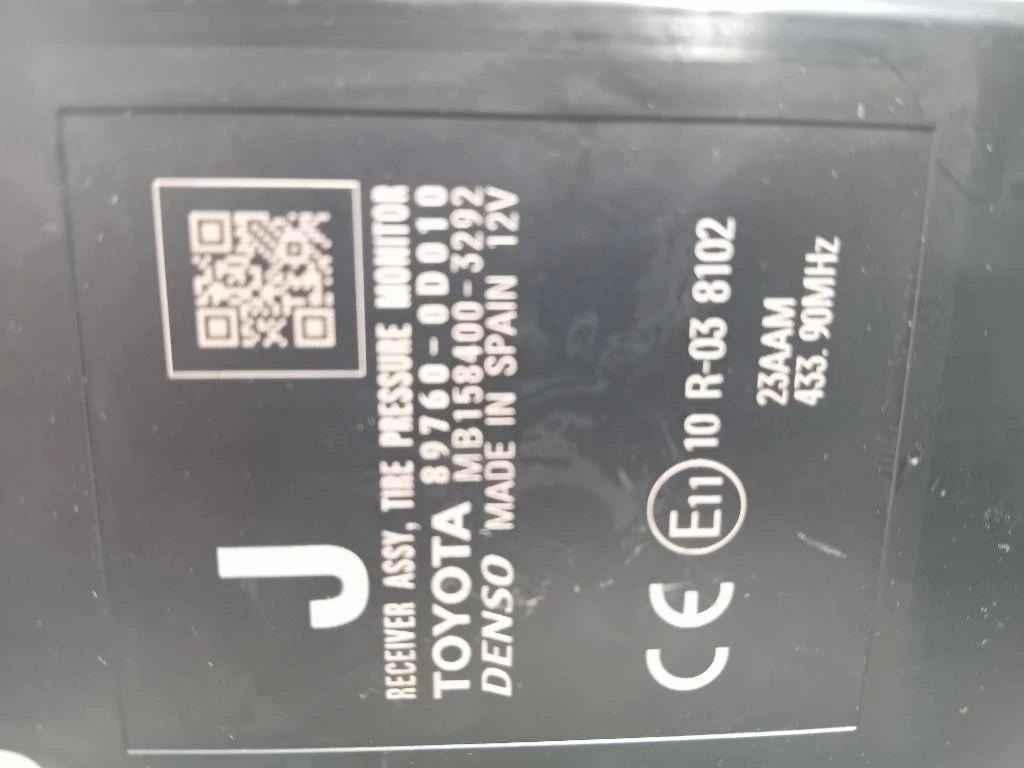 J
RECEIVER ASSY, TIRE PRESSURE MONITOR
TOYOTA 89760-0D010
MB158400-3292
DENSO MADE IN SPAIN 12V
CE E11 10 R-03 8102
23AAM
433.90MHz